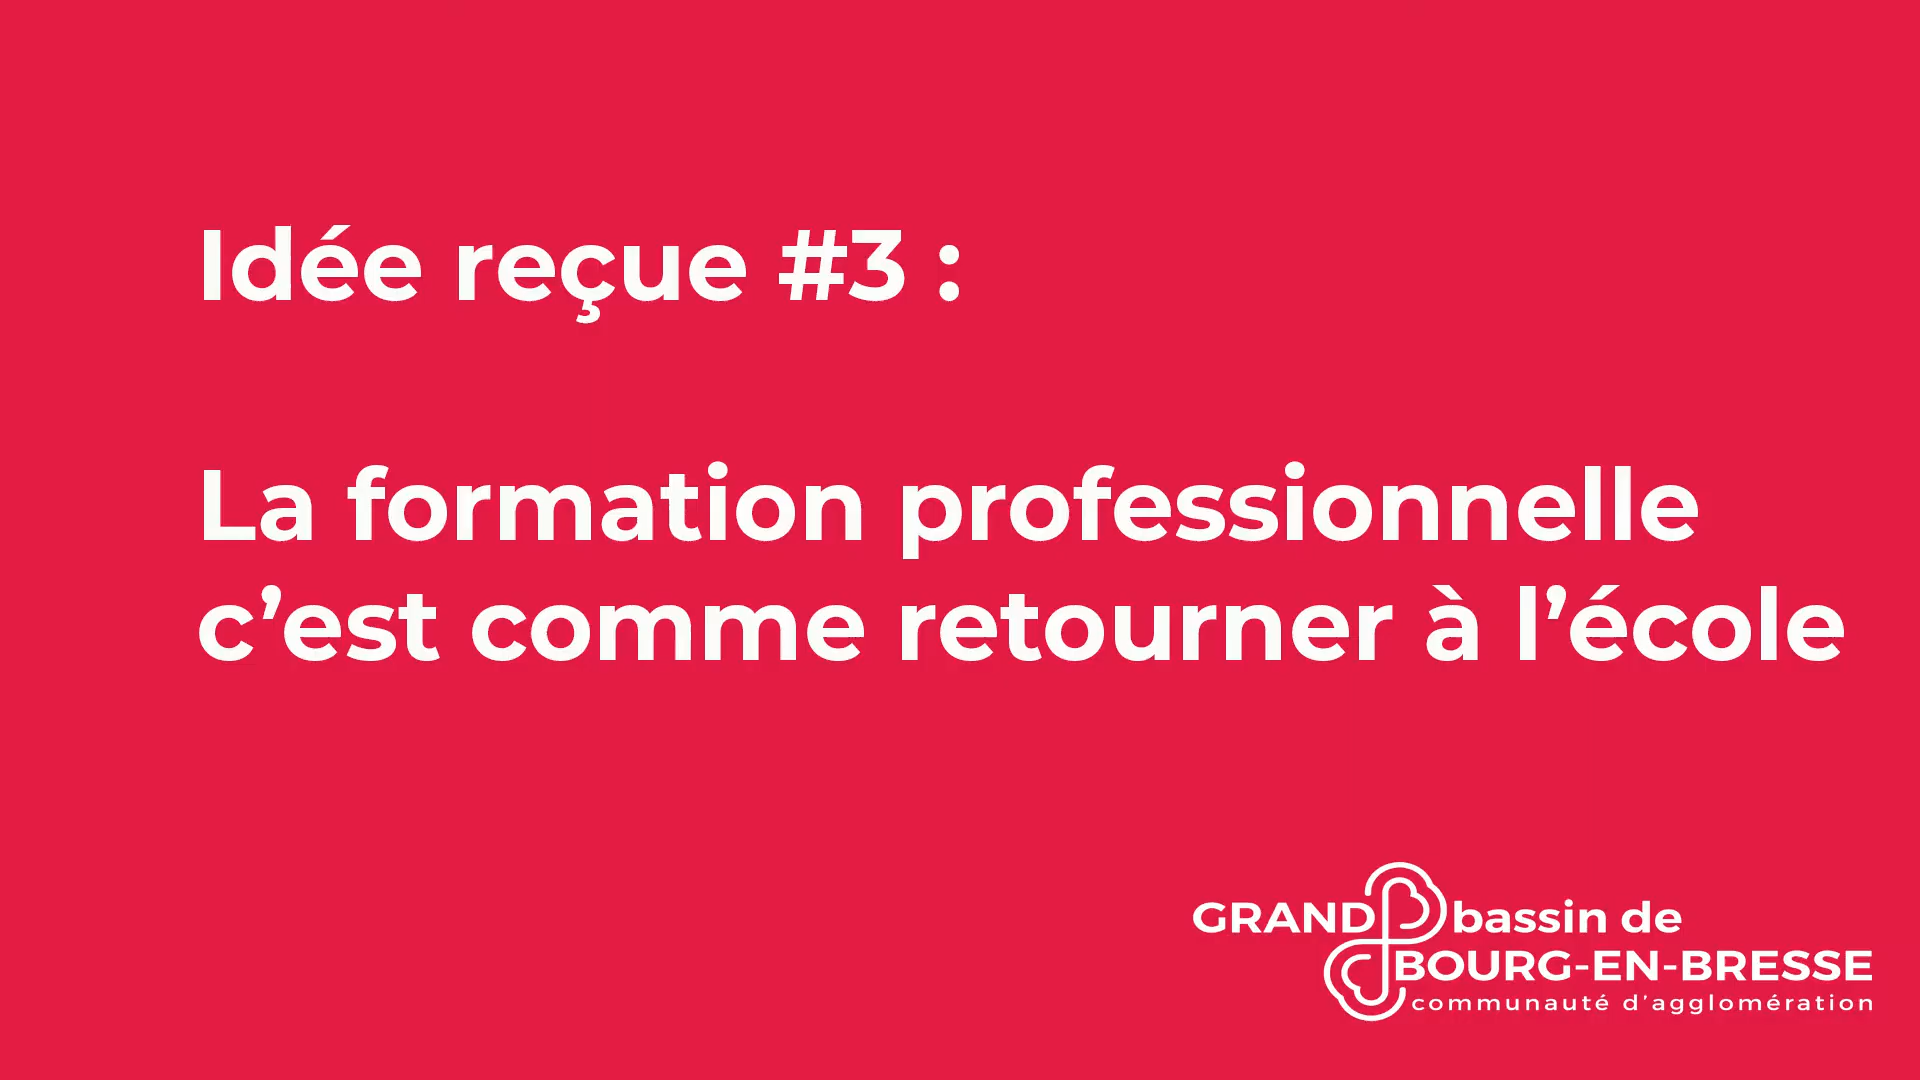 Idée reçue #3 :
La formation professionnelle
c’est comme retourner à l’école
GRAND bassin de
BOURG-EN-BRESSE
communauté d’agglomération